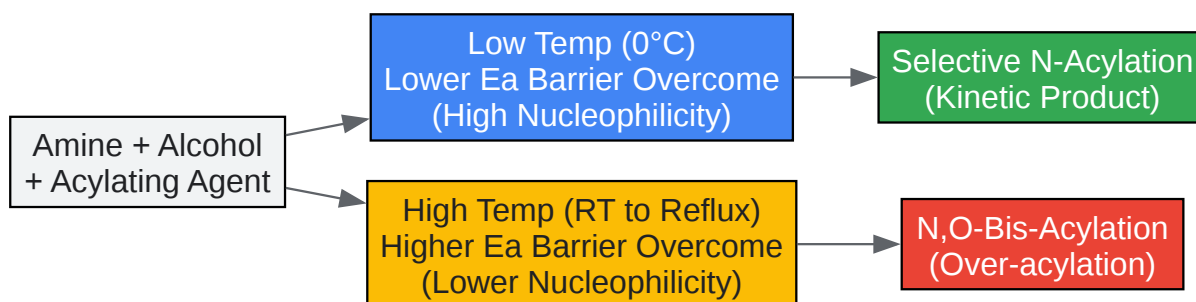 Amine + Alcohol
+ Acylating Agent
Low Temp (0°C)
Lower Ea Barrier Overcome
(High Nucleophilicity)
Selective N-Acylation
(Kinetic Product)
High Temp (RT to Reflux)
Higher Ea Barrier Overcome
(Lower Nucleophilicity)
N,O-Bis-Acylation
(Over-acylation)